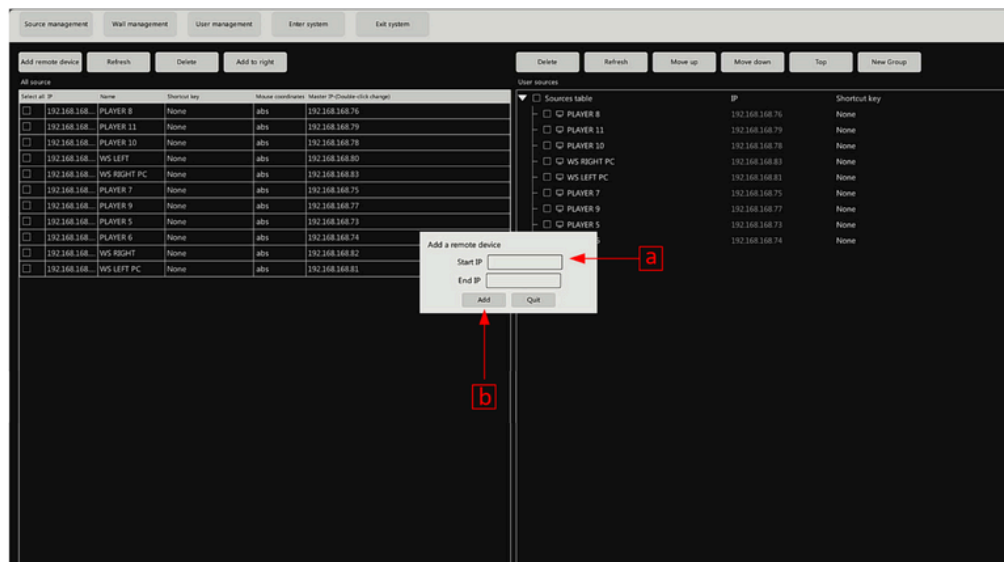 Source management Wall management User management Enter system Exit system
Add remote device Refresh Delete Add to right Delete Refresh Move up Move down Top New Group
All source User sources
Select all IP Name Shortcut key Mouse coordinates Master IP-(Double-click change)
192.168.168.... PLAYER 8 None abs 192.168.168.76
192.168.168.... PLAYER 11 None abs 192.168.168.79
192.168.168.... PLAYER 10 None abs 192.168.168.78
192.168.168.... WS LEFT None abs 192.168.168.80
192.168.168.... WS RIGHT PC None abs 192.168.168.83
192.168.168.... PLAYER 7 None abs 192.168.168.75
192.168.168.... PLAYER 9 None abs 192.168.168.77
192.168.168.... PLAYER 5 None abs 192.168.168.73
192.168.168.... PLAYER 6 None abs 192.168.168.74
192.168.168.... WS RIGHT None abs 192.168.168.82
192.168.168.... WS LEFT PC None abs 192.168.168.81
Sources table IP Shortcut key
PLAYER 8 192.168.168.76 None
PLAYER 11 192.168.168.79 None
PLAYER 10 192.168.168.78 None
WS RIGHT PC 192.168.168.83 None
WS LEFT PC 192.168.168.81 None
PLAYER 7 192.168.168.75 None
PLAYER 9 192.168.168.77 None
PLAYER 5 192.168.168.73 None
192.168.168.74 None
Add a remote device
Start IP
End IP
Add Quit
a
b